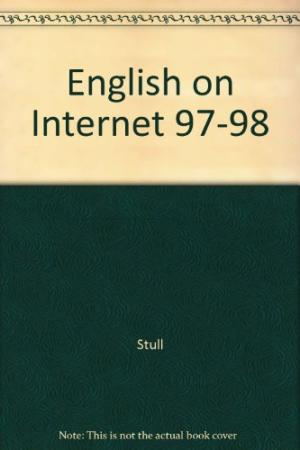 English on
Internet 97-98
Stull
Note: This is not the actual book cover